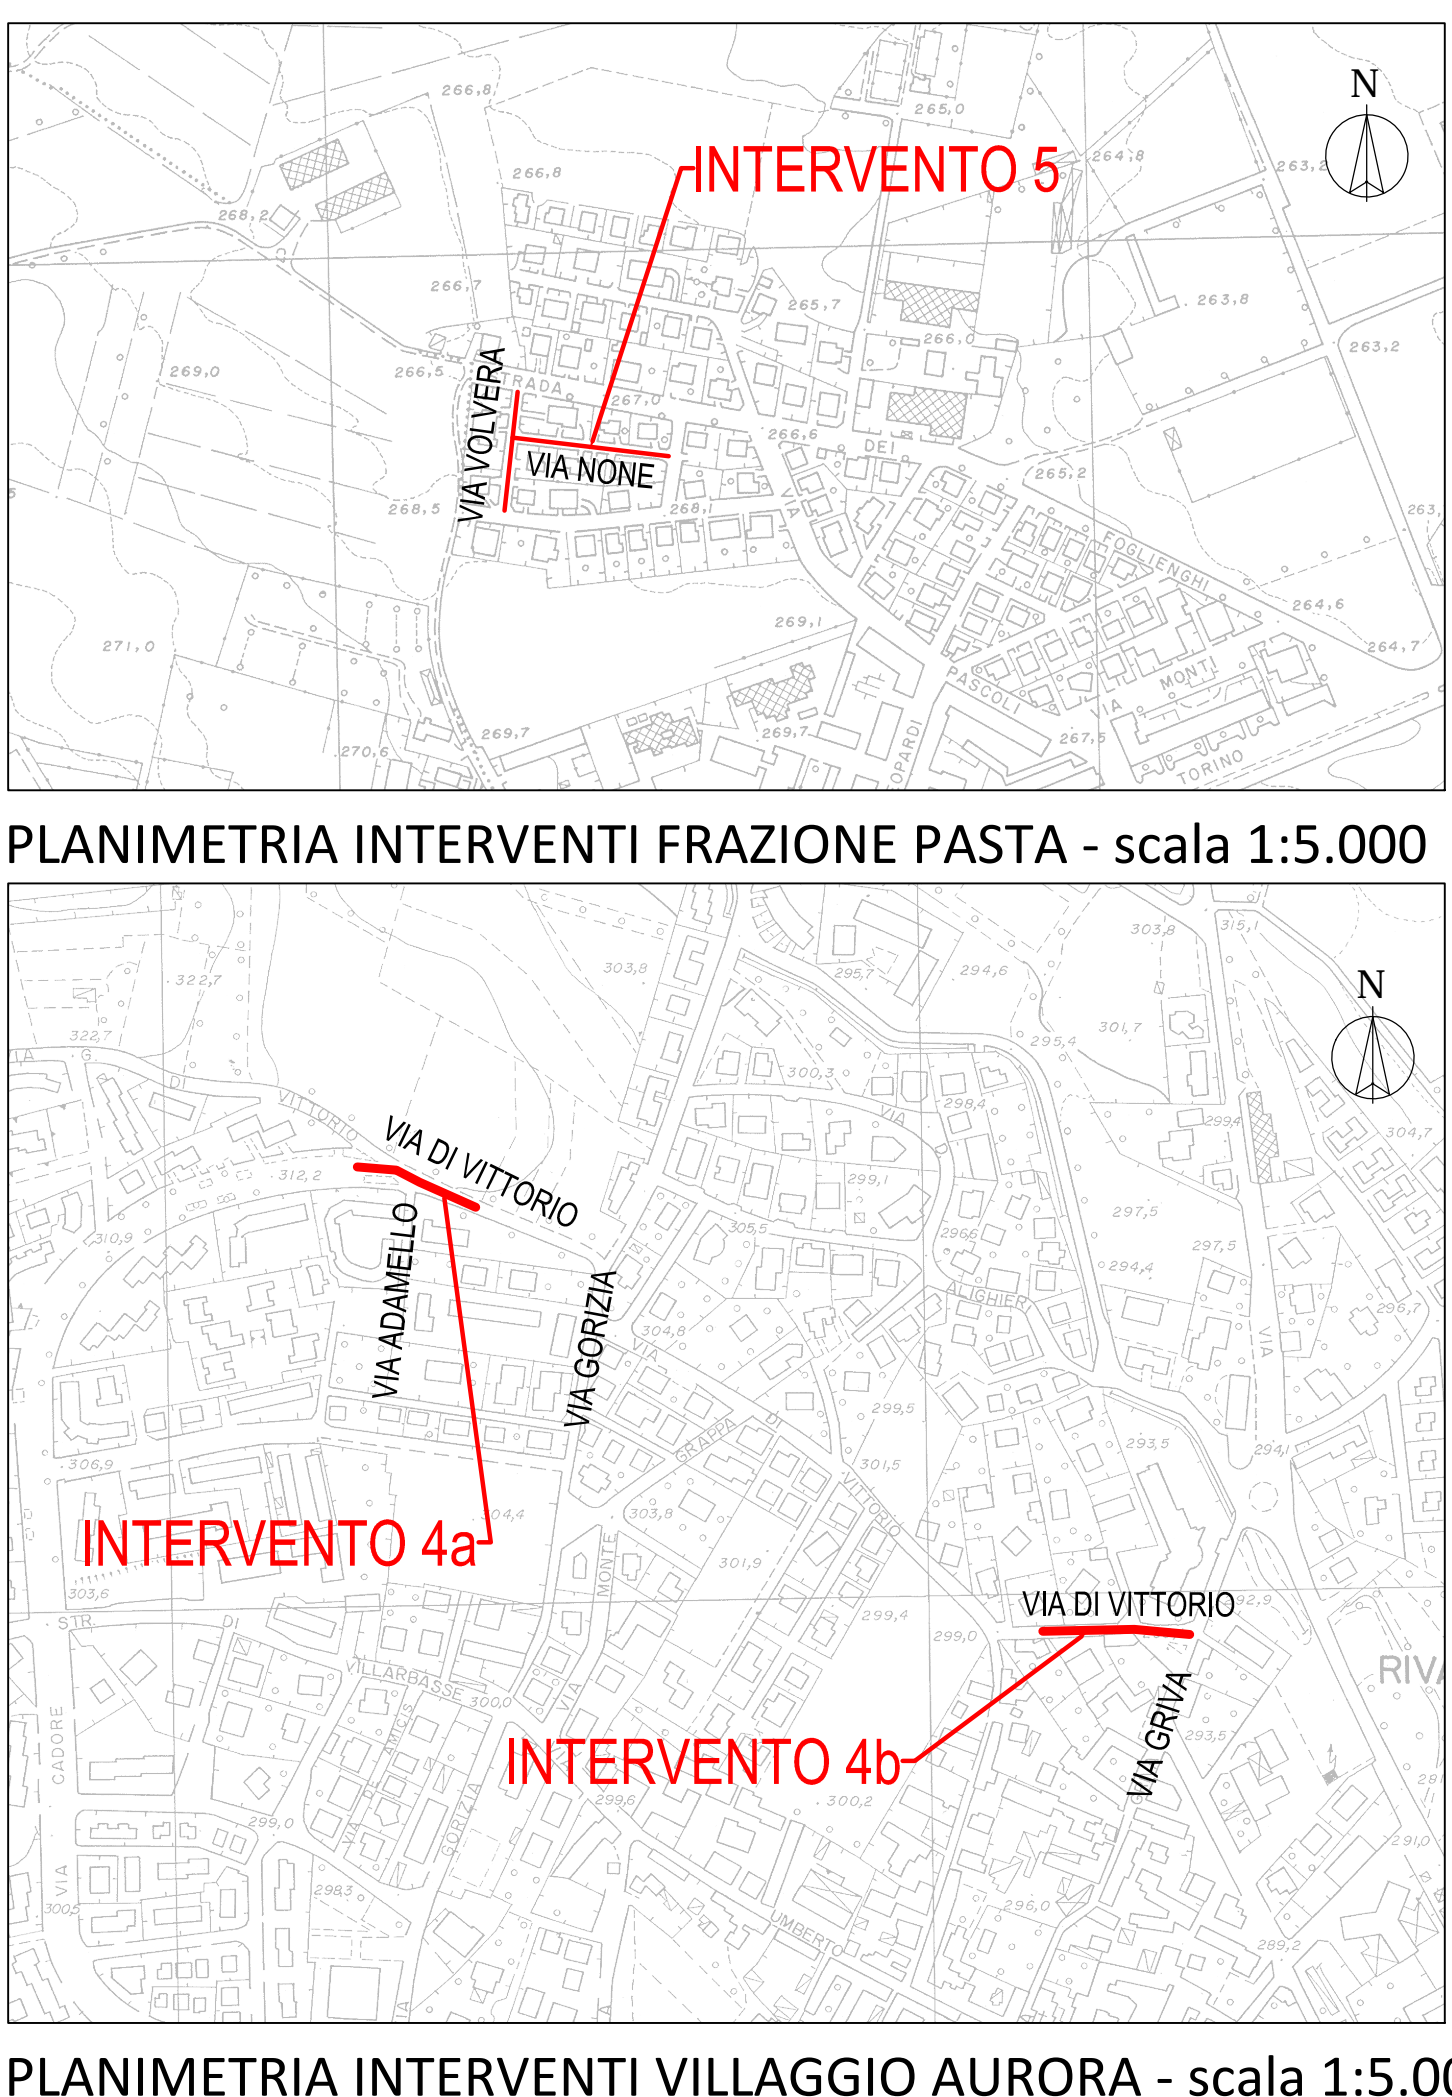 266,8
265,0
N
INTERVENTO 5
264,8
263,2
266,8
268,2
266,7
265,7
263,8
266,0
263,2
269,0
266,5
STRADA
267,0
VIA VOLVERA
266,6
DEI
VIA NONE
265,2
268,5
268,1
VIA
263,
FOGLIENGHI
264,6
269,1
271,0
264,7
PASCOLI
MONTI
269,7
269,7
267,5
270,6
TORINO
PLANIMETRIA INTERVENTI FRAZIONE PASTA - scala 1:5.000
303,8
315,1
303,8
295,7
294,6
322,7
N
322,7
301,7
295,4
G.
DI
300,3
VITTORIO
VIA
298,4
299,4
304,7
VIA DI VITTORIO
312,2
299,1
297,5
305,5
310,9
296,6
297,5
VIA ADAMELLO
294,4
VIA GORIZIA
ALIGHIERI
296,7
304,8
VIA
VIA
299,5
GRAPPA
293,5
294,1
306,9
301,5
VITTORIO
304,4
303,8
INTERVENTO 4a
MONTE
301,9
303,6
VIA DI VITTORIO
292,9
STR.
DI
299,4
299,0
VILLARBASSE
RIVA
300,0
VIA
VIA GRIVA
293,5
CADORE
AMICIS
INTERVENTO 4b
299,6
300,2
299,0
GORIZIA
VIA
291,0
298,3
300,5
296,0
UMBERTO
289,2
PLANIMETRIA INTERVENTI VILLAGGIO AURORA - scala 1:5.00